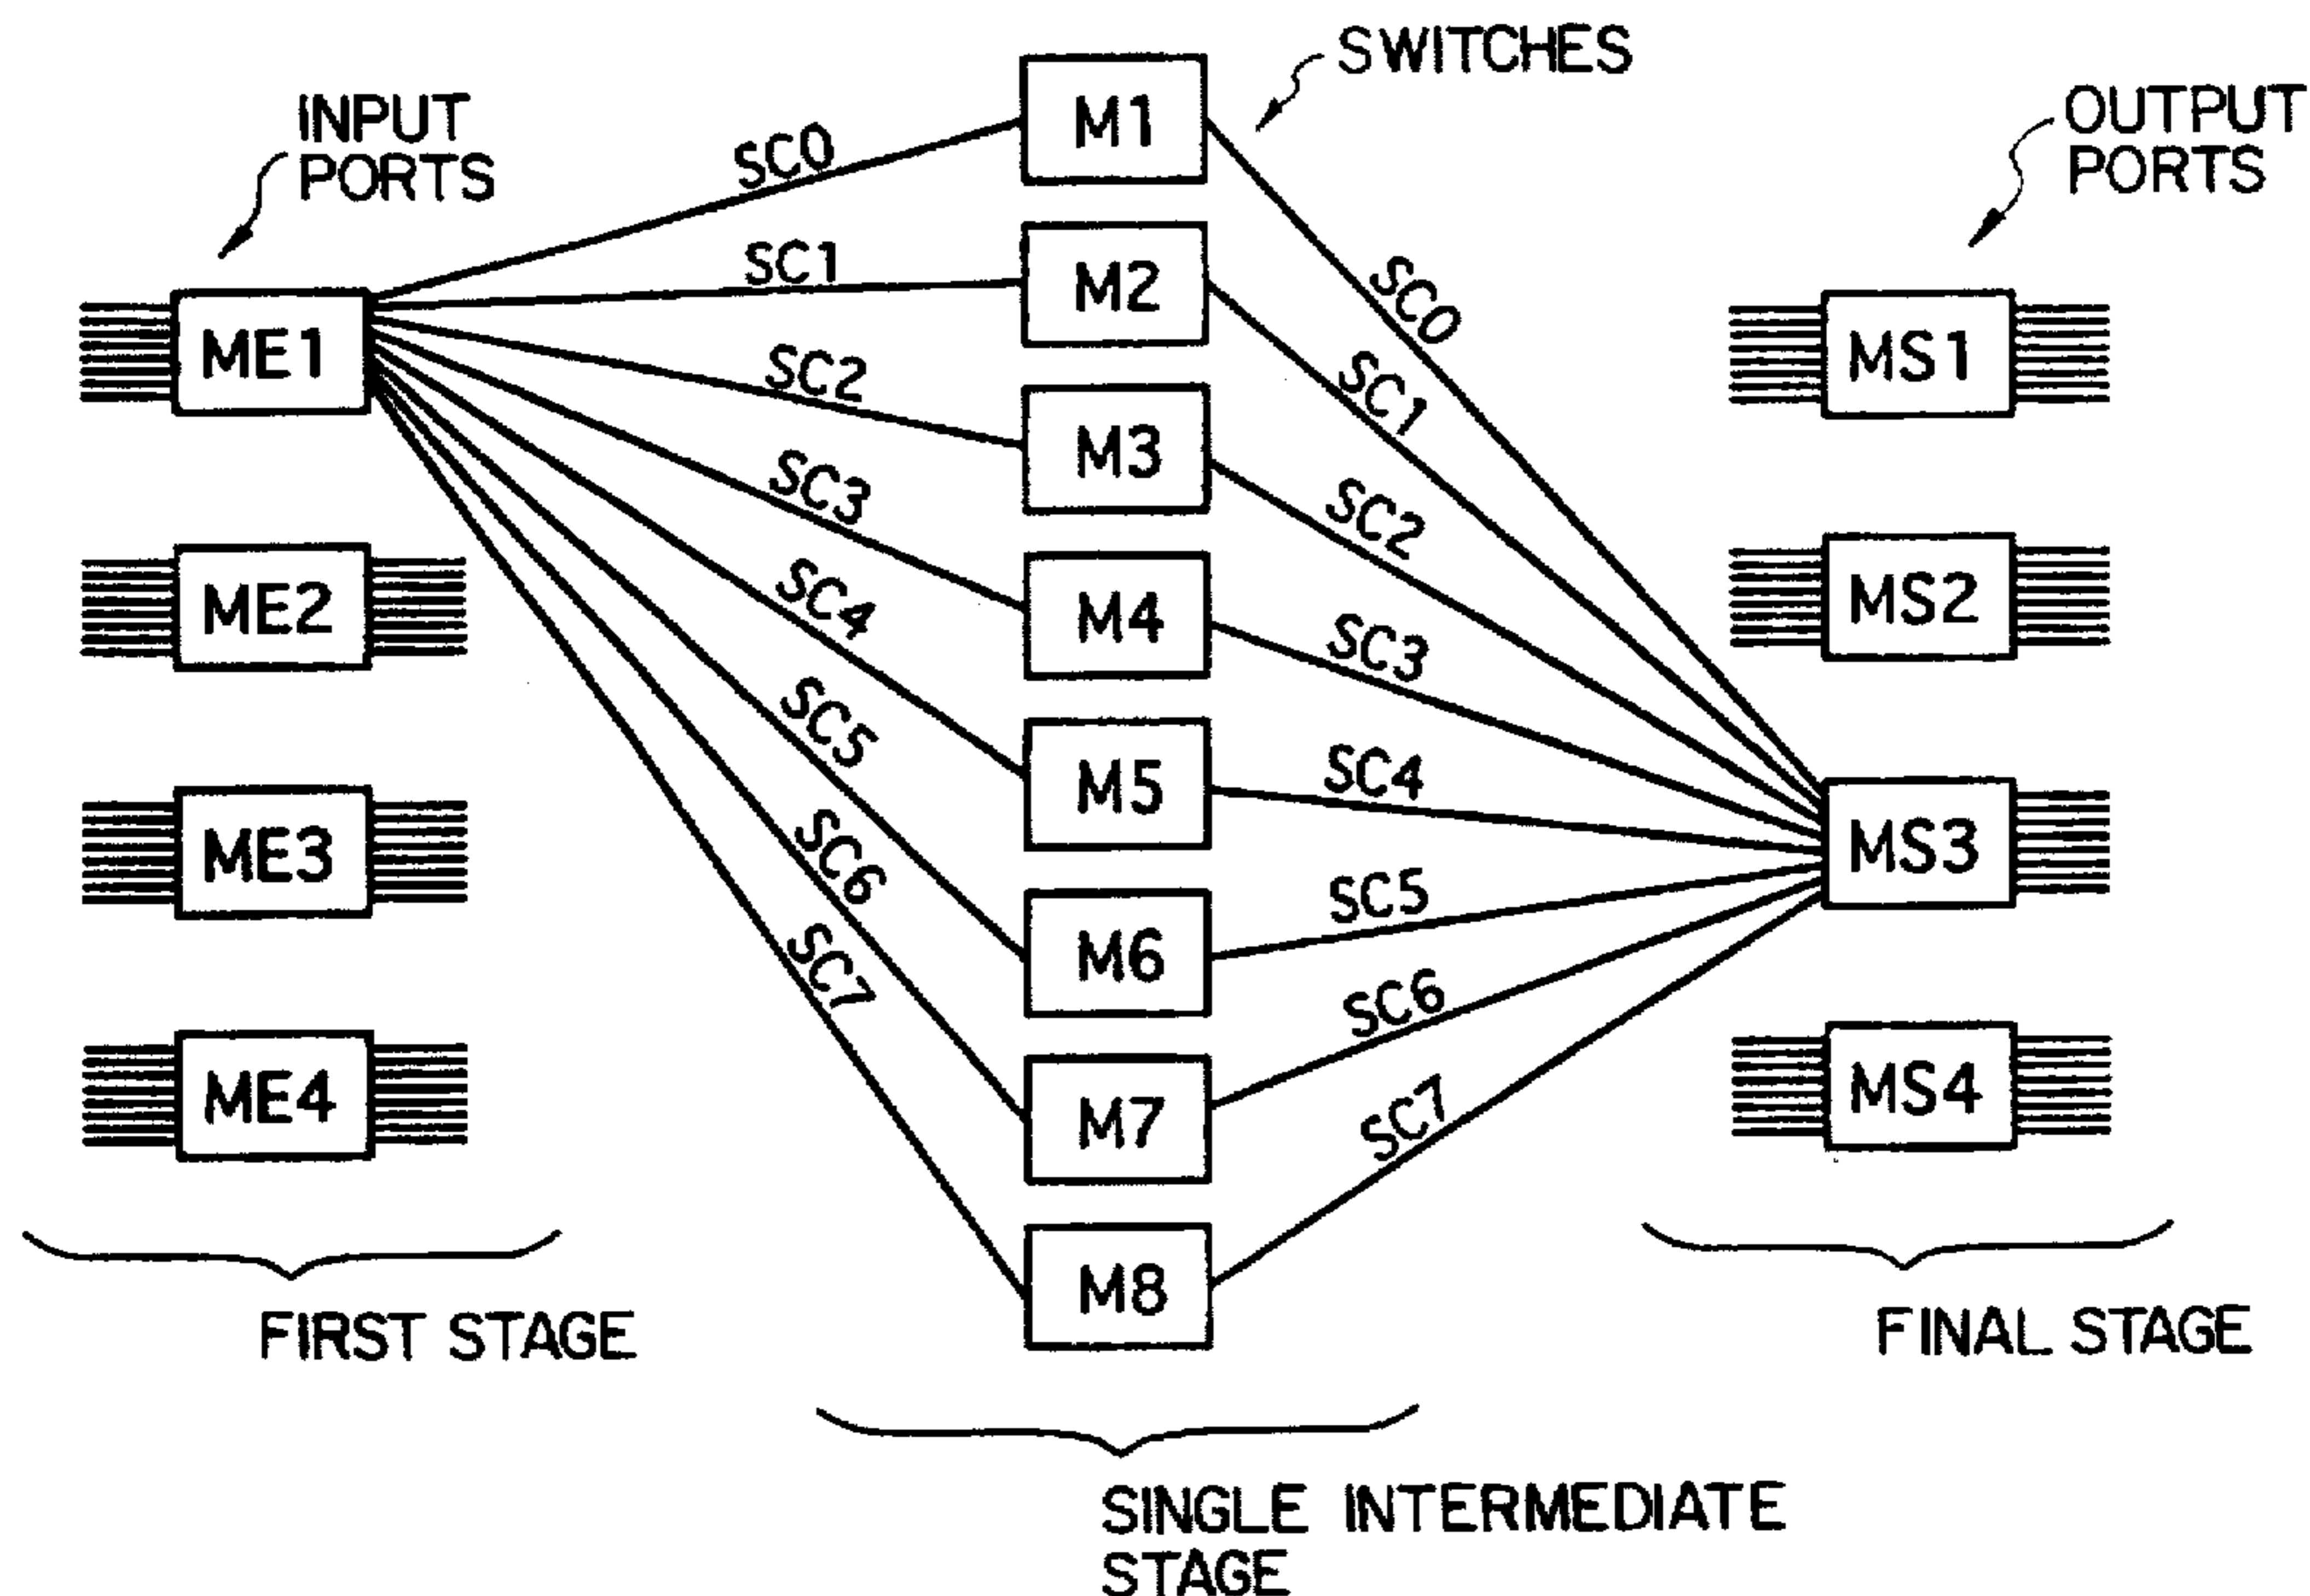 SWITCHES
INPUT
PORTS
OUTPUT
PORTS
M1
M2
M3
M4
M5
M6
M7
M8
SC0
SC1
SC2
SC3
SC4
SC5
SC6
SC7
SC0
SC1
SC2
SC3
SC4
SC5
SC6
SC7
ME1
ME2
ME3
ME4
MS1
MS2
MS3
MS4
FIRST STAGE
FINAL STAGE
SINGLE INTERMEDIATE
STAGE